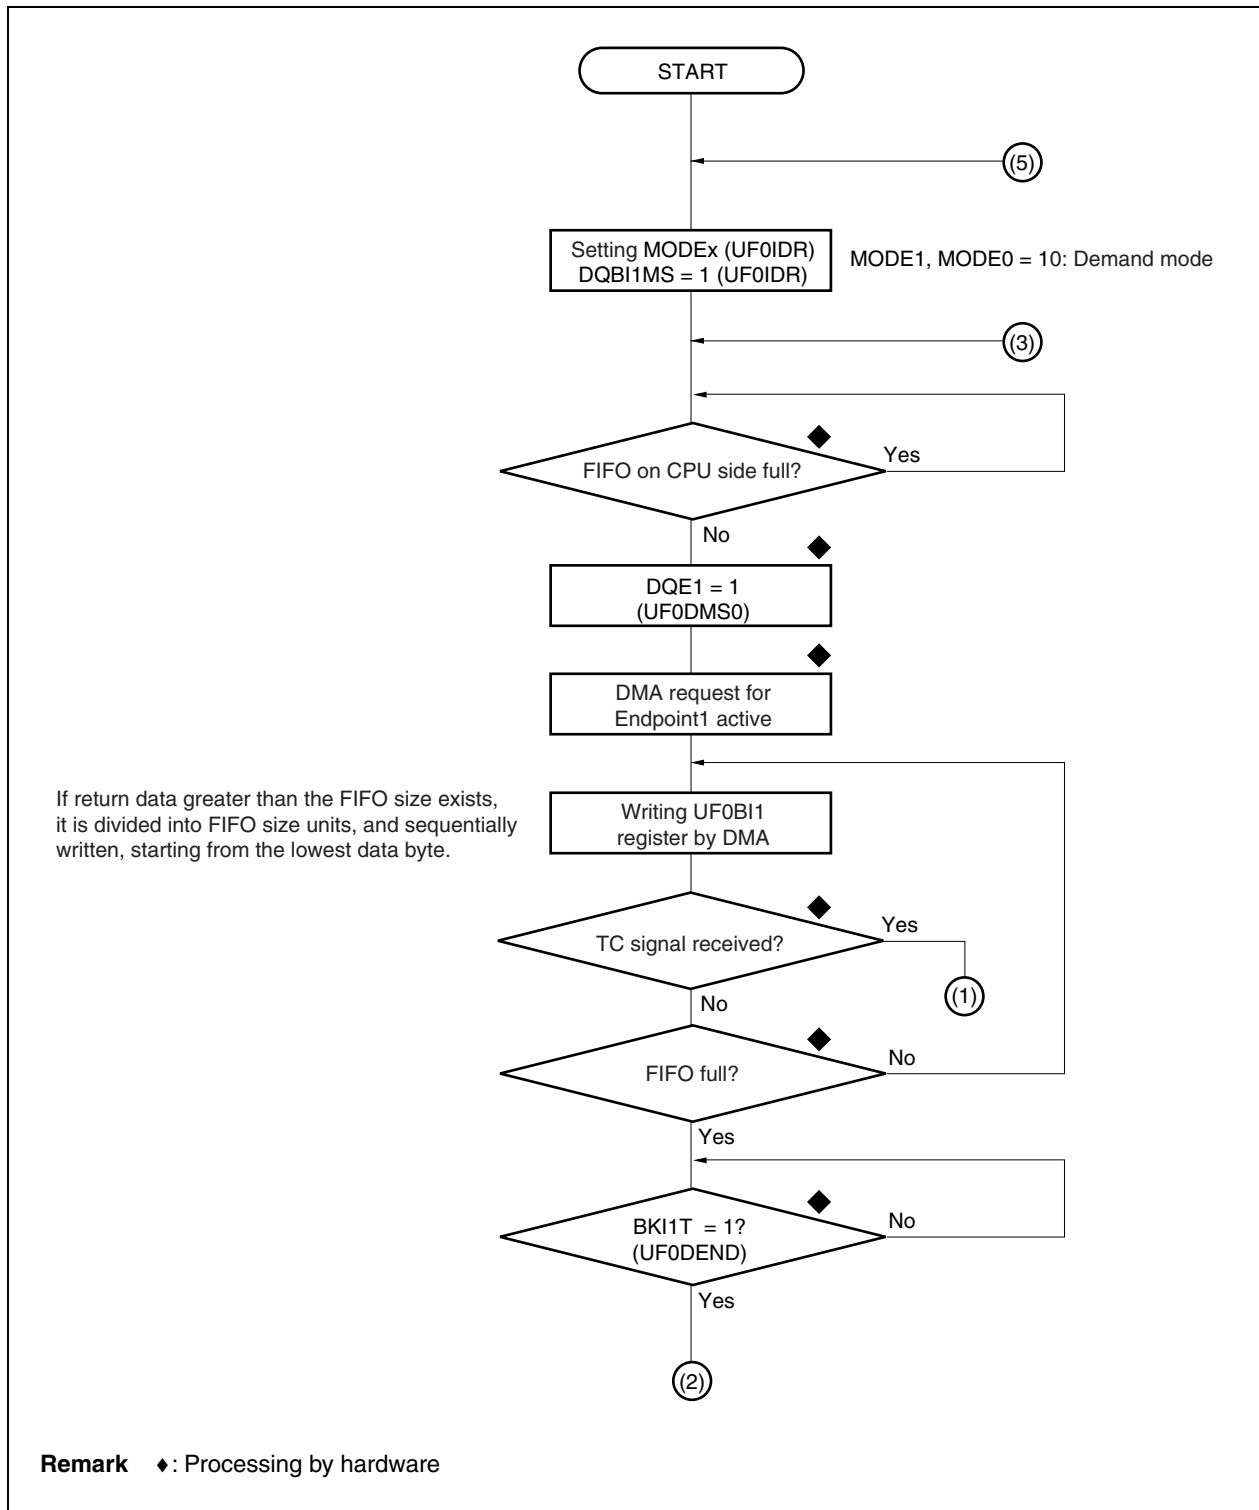 START
(5)
Setting MODEx (UF0IDR)
DQBI1MS = 1 (UF0IDR)
MODE1, MODE0 = 10: Demand mode
(3)
FIFO on CPU side full?
Yes
No
DQE1 = 1
(UF0DMS0)
DMA request for
Endpoint1 active
If return data greater than the FIFO size exists,
it is divided into FIFO size units, and sequentially
written, starting from the lowest data byte.
Writing UF0BI1
register by DMA
TC signal received?
Yes
(1)
No
FIFO full?
No
Yes
BKI1T = 1?
(UF0DEND)
No
Yes
(2)
Remark ♦: Processing by hardware